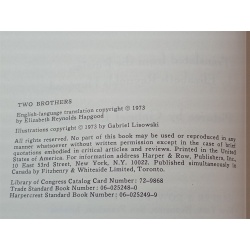 TWO BROTHERS
English-language translation copyright © 1973
by Elizabeth Reynolds Hapgood
Illustrations copyright © 1973 by Gabriel Lisowski
All rights reserved. No part of this book may be used or reproduced in any
manner whatsoever without written permission except in the case of brief
quotations embodied in critical articles and reviews. Printed in the United
States of America. For information address Harper & Row, Publishers, Inc.,
10 East 53rd Street, New York, N.Y. 10022. Published simultaneously in
Canada by Fitzhenry & Whiteside Limited, Toronto.
Library of Congress Catalog Card Number: 72-9868
Trade Standard Book Number: 06-025248-0
Harpercrest Standard Book Number: 06-025249-9